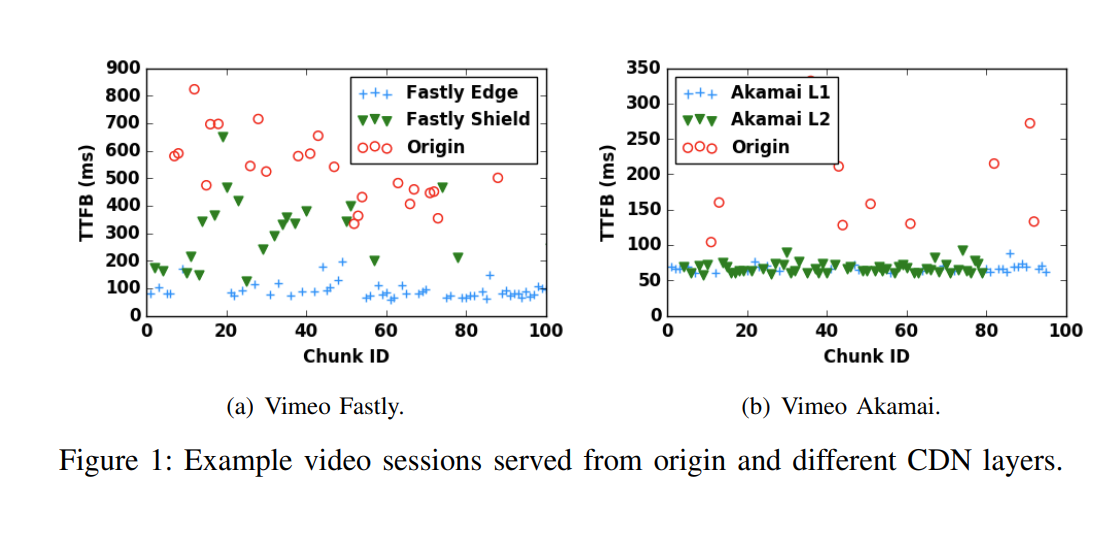 900
800
700
600
500
400
300
200
100
0
TTFB (ms)
Fastly Edge
Fastly Shield
Origin
0 20 40 60 80 100
Chunk ID
(a) Vimeo Fastly.
350
300
250
200
150
100
50
0
TTFB (ms)
Akamai L1
Akamai L2
Origin
0 20 40 60 80 100
Chunk ID
(b) Vimeo Akamai.
Figure 1: Example video sessions served from origin and different CDN layers.